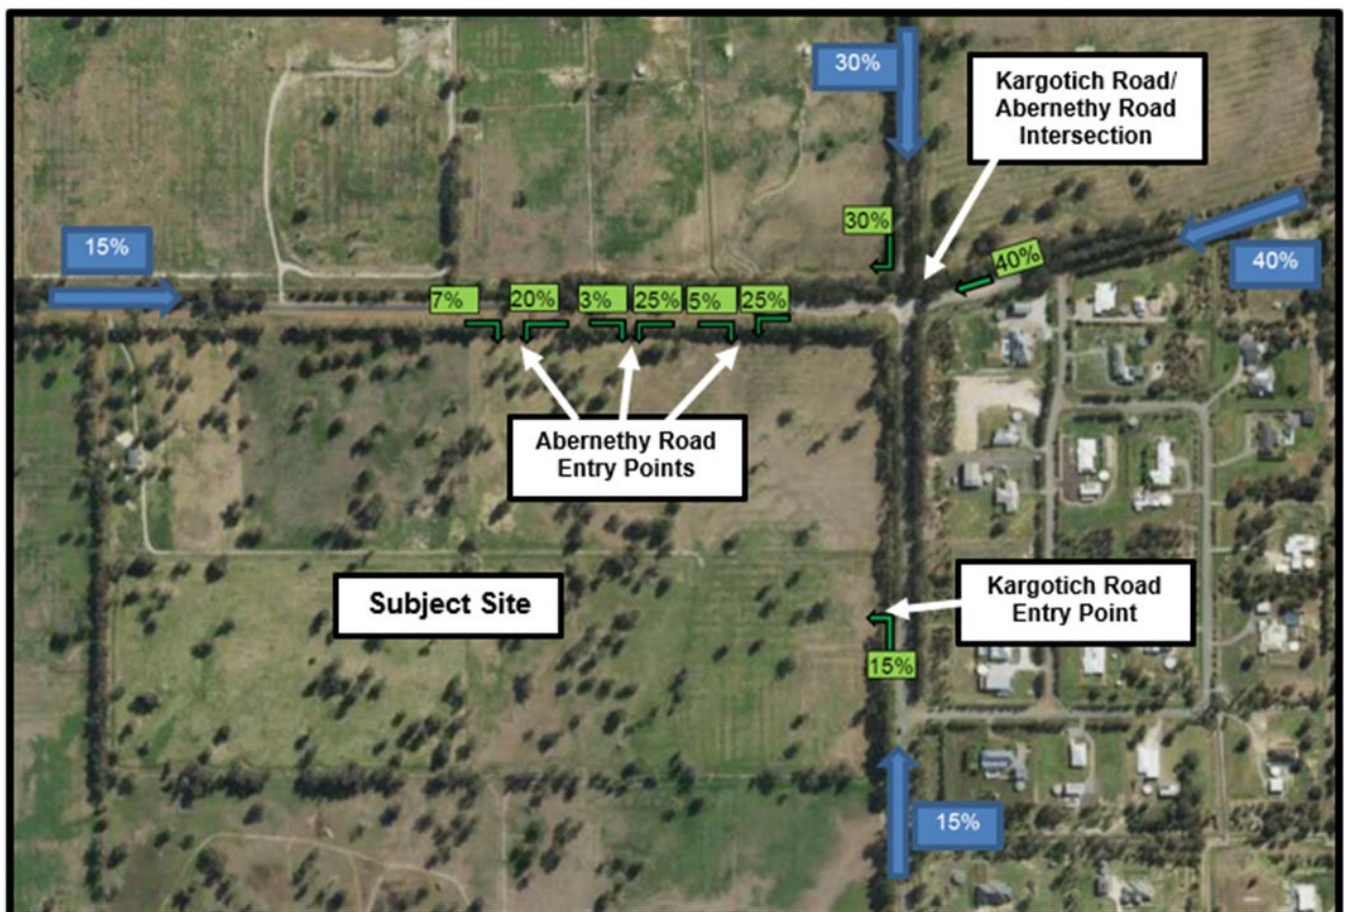 30%
Kargotich Road/
Abernethy Road
Intersection
30%
15%
40%
40%
7%
20%
3%
25%
5%
25%
Abernethy Road
Entry Points
Subject Site
Kargotich Road
Entry Point
15%
15%